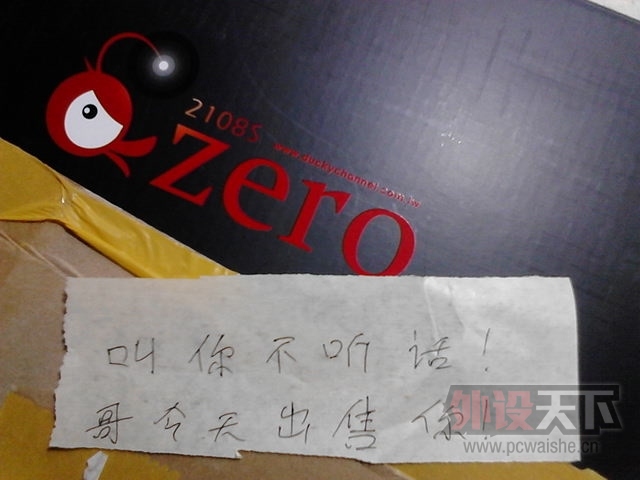 2108S
www.duckychannel.com.tw
zero
叫你不听话！
哥今天出售你！
外设天下
www.pcwaishe.cn